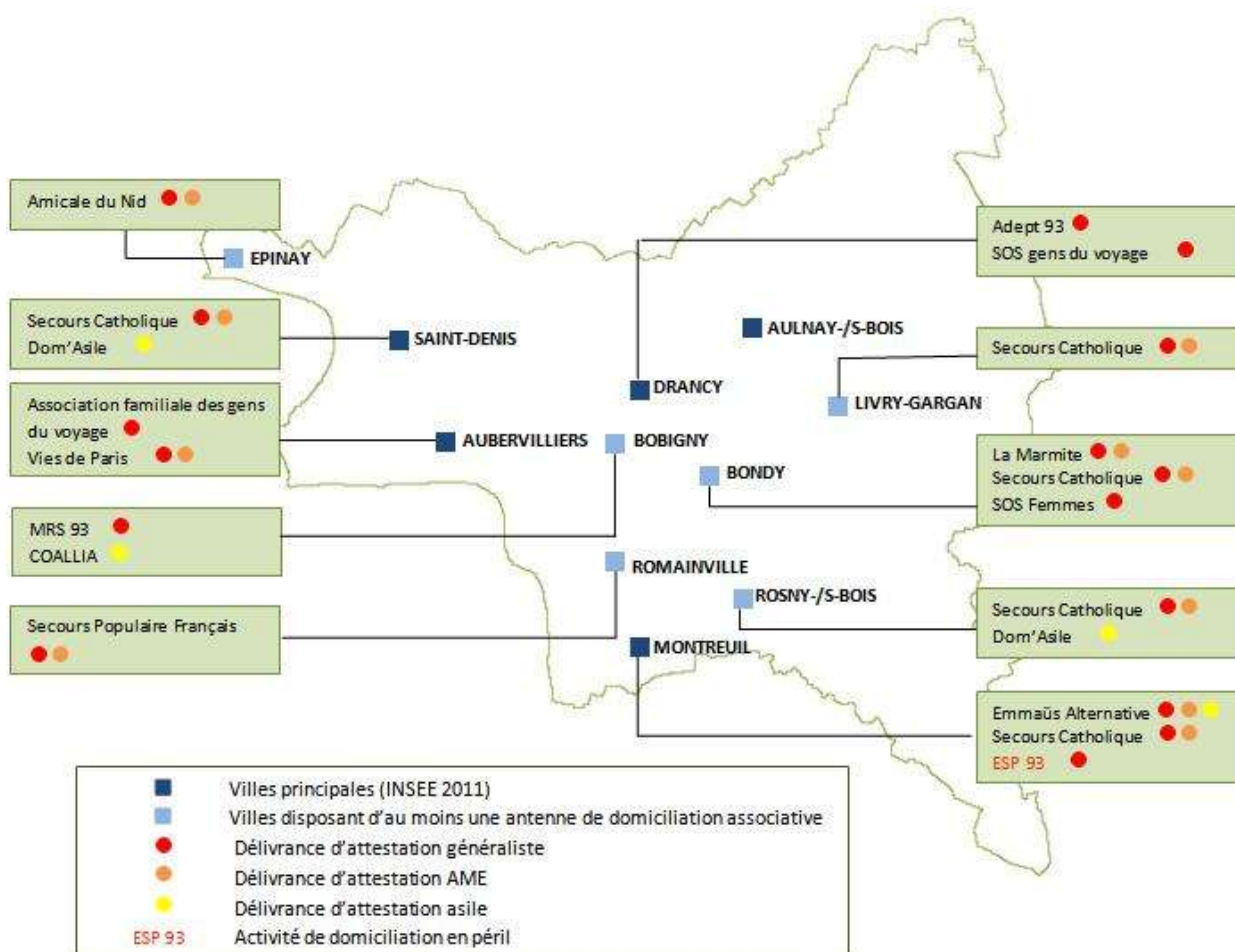 Amicale du Nid
EPINAY
Secours Catholique
Dom'Asile
SAINT-DENIS
Association familiale des gens
du voyage
Vies de Paris
AUBERVILLIERS
MRS 93
COALLIA
BOBIGNY
Secours Populaire Français
ROMAINVILLE
Adept 93
SOS gens du voyage
DRANCY
AULNAY-/S-BOIS
Secours Catholique
LIVRY-GARGAN
La Marmite
Secours Catholique
SOS Femmes
BONDY
Secours Catholique
Dom'Asile
ROSNY-/S-BOIS
Emmaüs Alternative
Secours Catholique
ESP 93
MONTREUIL
Villes principales (INSEE 2011)
Villes disposant d'au moins une antenne de domiciliation associative
Délivrance d'attestation généraliste
Délivrance d'attestation AME
Délivrance d'attestation asile
ESP 93 Activité de domiciliation en péril